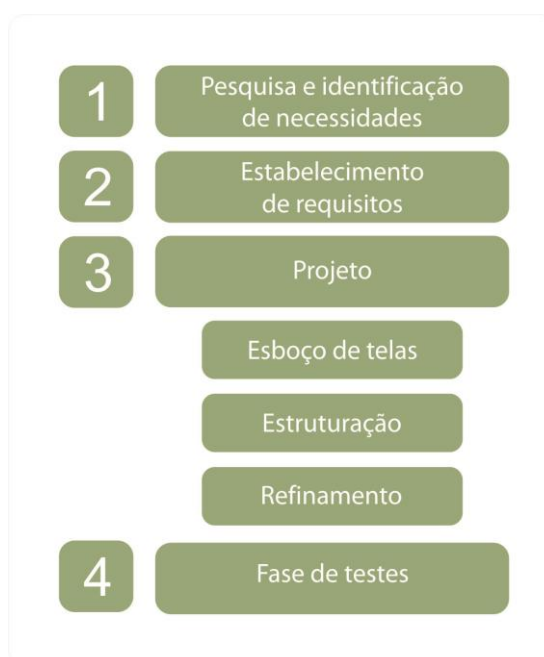 1
Pesquisa e identificação
de necessidades
2
Estabelecimento
de requisitos
3
Projeto
Esboço de telas
Estruturação
Refinamento
4
Fase de testes